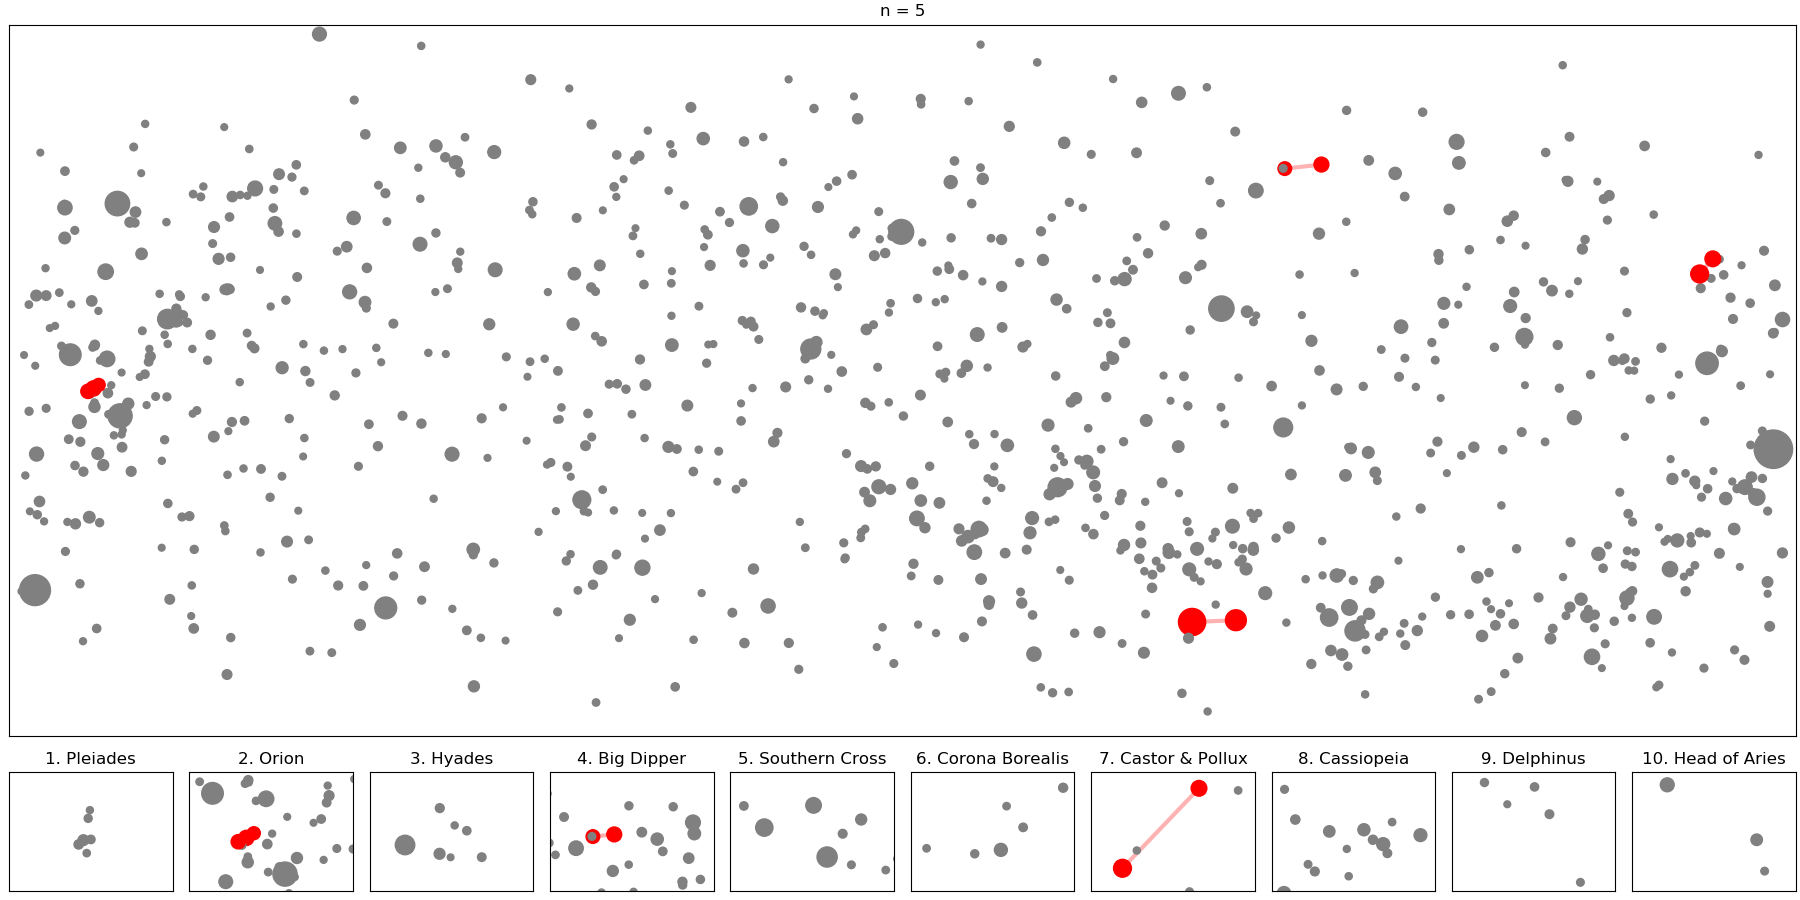 n = 5
1. Pleiades
2. Orion
3. Hyades
4. Big Dipper
5. Southern Cross
6. Corona Borealis
7. Castor & Pollux
8. Cassiopeia
9. Delphinus
10. Head of Aries